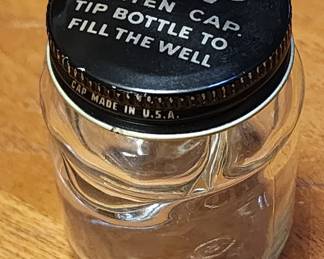 TEN CAP.
TIP BOTTLE TO
FILL THE WELL
CAP MADE IN U.S.A.